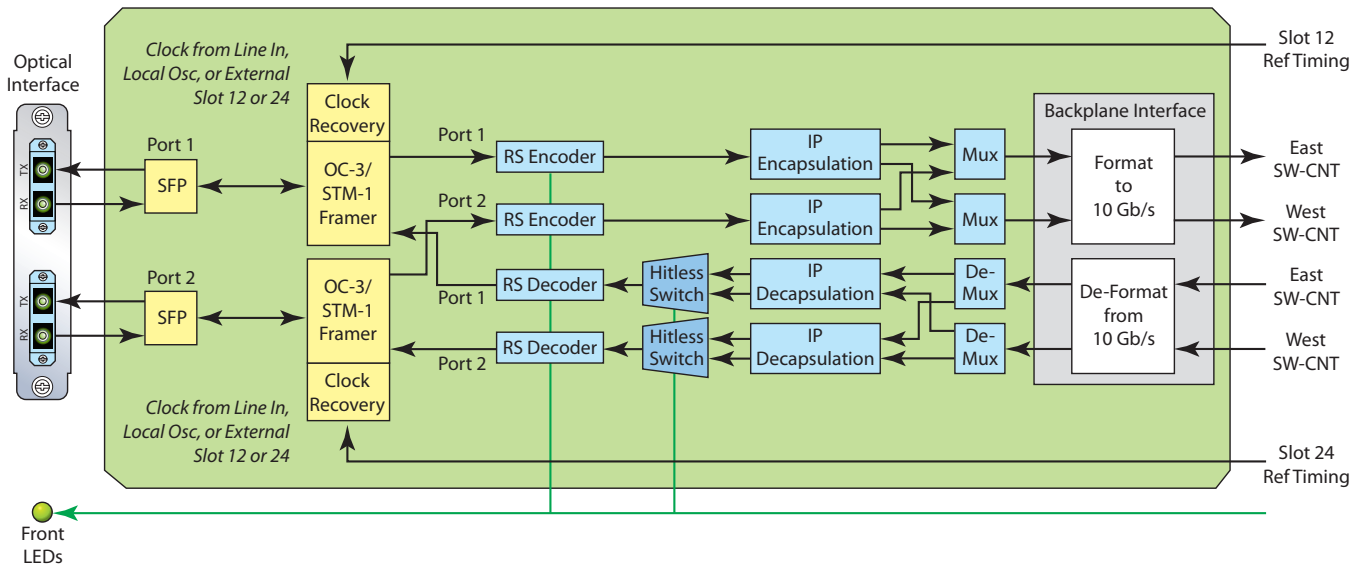 Optical
Interface
TX
RX
TX
RX
Clock from Line In,
Local Osc, or External
Slot 12 or 24
Port 1
SFP
Port 2
SFP
Clock
Recovery
OC-3/
STM-1
Framer
OC-3/
STM-1
Framer
Clock
Recovery
Clock from Line In,
Local Osc, or External
Slot 12 or 24
Port 1
RS Encoder
Port 2
RS Encoder
Port 1
RS Decoder
Port 2
RS Decoder
Hitless
Switch
Hitless
Switch
IP
Encapsulation
IP
Encapsulation
IP
Decapsulation
IP
Decapsulation
Mux
Mux
De-
Mux
De-
Mux
Backplane Interface
Format
to
10 Gb/s
De-Format
from
10 Gb/s
Slot 12
Ref Timing
East
SW-CNT
West
SW-CNT
East
SW-CNT
West
SW-CNT
Slot 24
Ref Timing
Front
LEDs